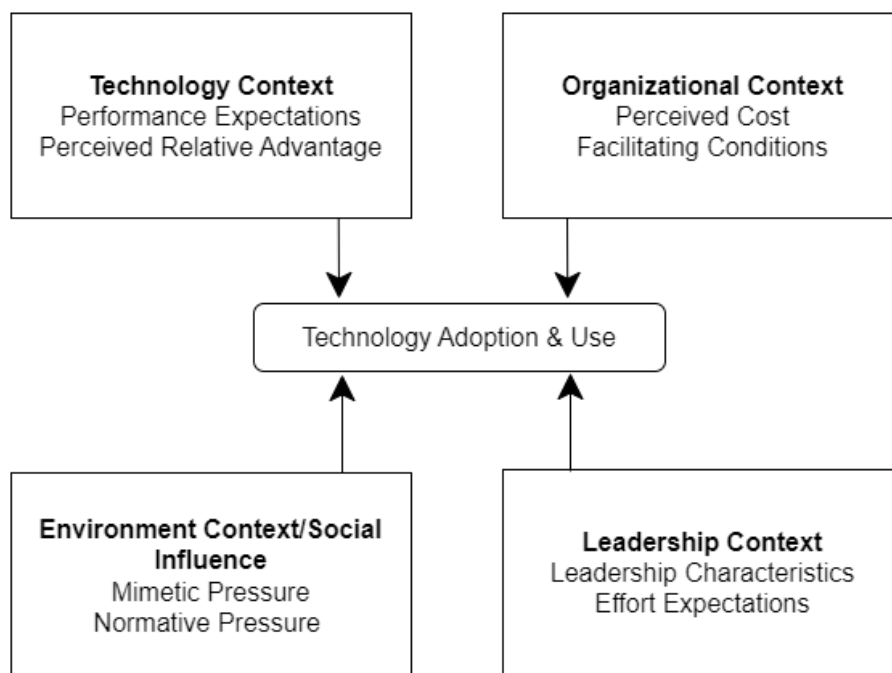 Technology Context
Performance Expectations
Perceived Relative Advantage
Organizational Context
Perceived Cost
Facilitating Conditions
Technology Adoption & Use
Environment Context/Social
Influence
Mimetic Pressure
Normative Pressure
Leadership Context
Leadership Characteristics
Effort Expectations